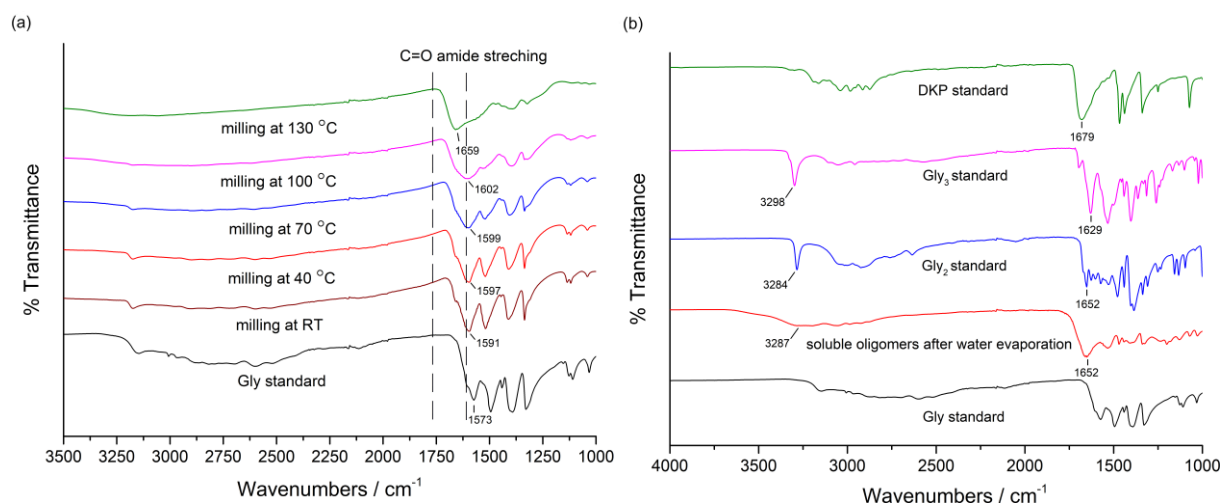 (a)
C=O amide streching
milling at 130 °C
1659
milling at 100 °C
1602
milling at 70 °C
1599
milling at 40 °C
1597
milling at RT
1591
Gly standard
1573
% Transmittance
3500 3250 3000 2750 2500 2250 2000 1750 1500 1250 1000
Wavenumbers / cm⁻¹
(b)
DKP standard
1679
Gly₃ standard
3298
1629
Gly₂ standard
3284
1652
3287
soluble oligomers after water evaporation
1652
Gly standard
% Transmittance
4000 3500 3000 2500 2000 1500 1000
Wavenumbers / cm⁻¹